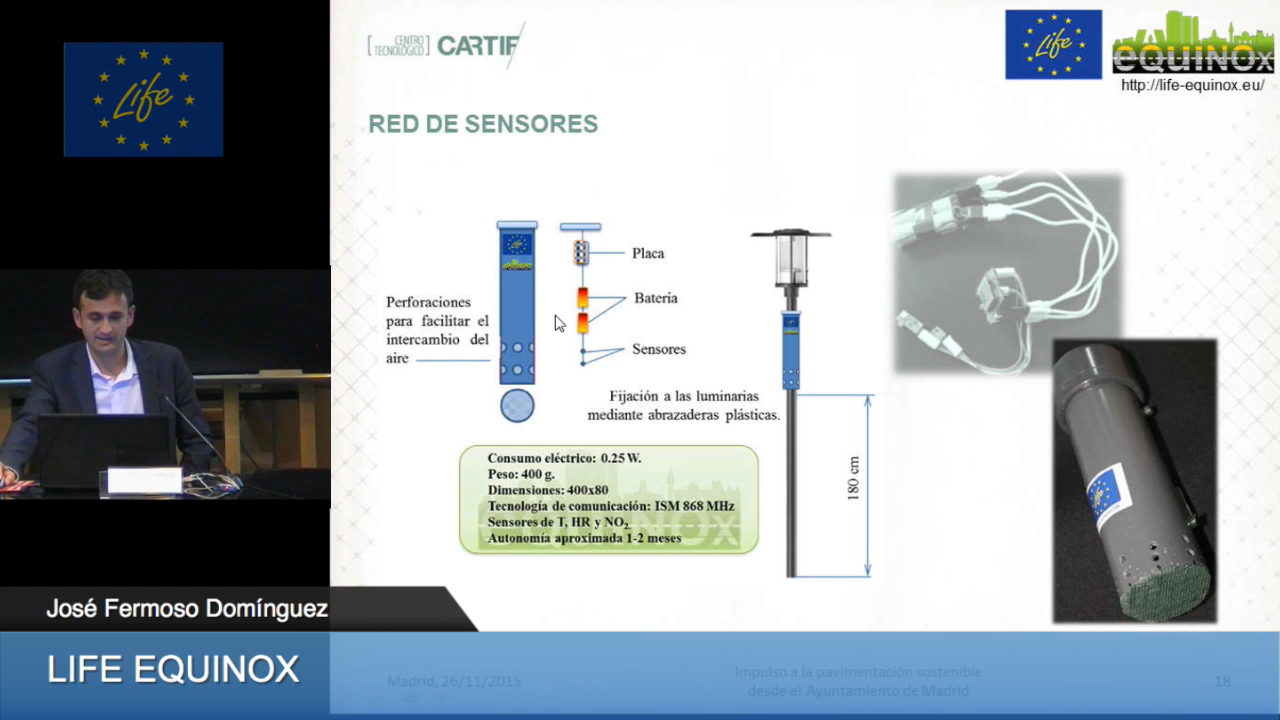 Life
[ CENTRO
TECNOLÓGICO ] CARTIF
Life
eQUINOx
http://life-equinox.eu/
RED DE SENSORES
Placa
Batería
Sensores
Perforaciones
para facilitar el
intercambio del
aire
Fijación a las luminarias
mediante abrazaderas plásticas.
180 cm
Consumo eléctrico: 0.25 W.
Peso: 400 g.
Dimensiones: 400x80
Tecnología de comunicación: ISM 868 MHz
Sensores de T, HR y NO2.
Autonomía aproximada 1-2 meses
EQUINOX
Life
José Fermoso Domínguez
LIFE EQUINOX
Madrid, 26/11/2015
Impulso a la pavimentación sostenible
desde el Ayuntamiento de Madrid
18